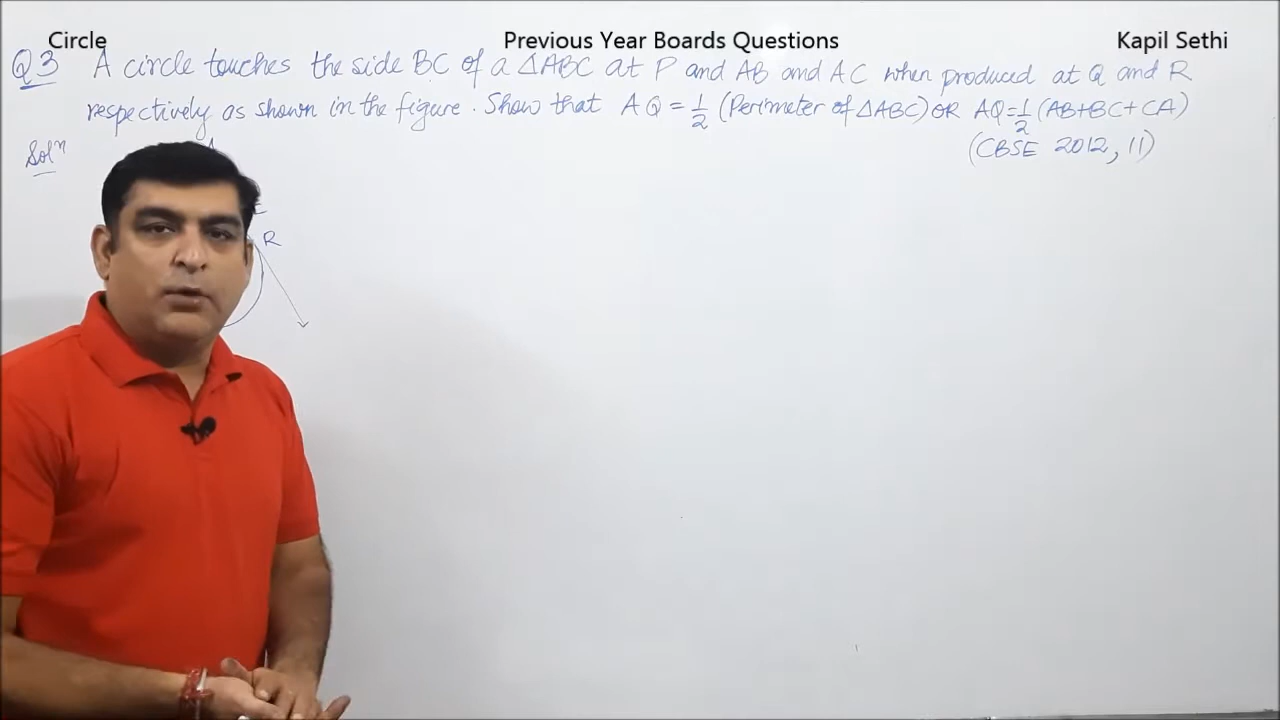 Circle Previous Year Boards Questions Kapil Sethi
Q3 A circle touches the side BC of a △ABC at P and AB and AC when produced at Q and R
respectively as shown in the figure. Show that AQ = 1/2 (Perimeter of △ABC) OR AQ = 1/2 (AB+BC+CA)
Solⁿ
(CBSE 2012, 11)
A
R